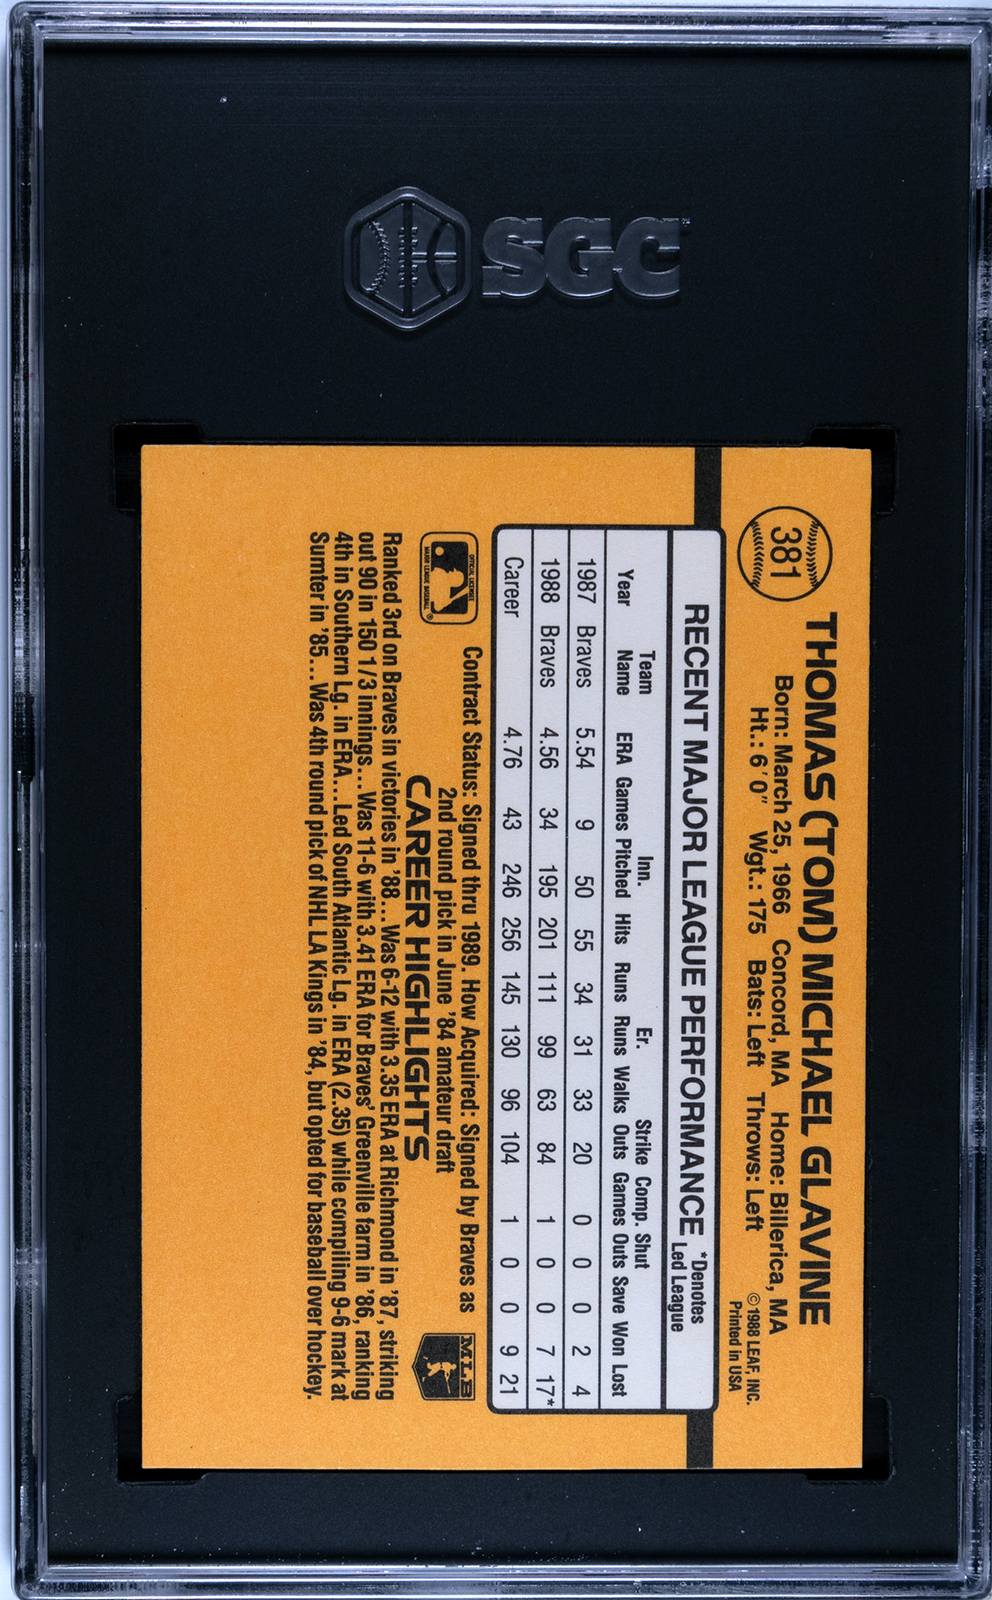 SGC
381
THOMAS (TOM) MICHAEL GLAVINE
Born: March 25, 1966 Concord, MA Home: Bilerica, MA
Ht.: 6'0" Wgt.: 175 Bats: Left Throws: Left
© 1988 LEAF, INC.
Printed in USA
RECENT MAJOR LEAGUE PERFORMANCE
*Denotes
Led League
Year Team Name ERA Games Inn. Pitched Hits Runs Er. Runs Walks Strike Outs Comp. Games Shut Outs Save Won Lost
1987 Braves 5.54 9 50 55 34 31 33 20 0 0 0 2 4
1988 Braves 4.56 34 195 201 111 99 63 84 1 0 0 7 17*
Career 4.76 43 246 256 145 130 96 104 1 0 0 9 21
OFFICIAL LICENSEE
MAJOR LEAGUE BASEBALL
®
Contract Status: Signed thru 1989. How Acquired: Signed by Braves as
2nd round pick in June '84 amateur draft
MLB
CAREER HIGHLIGHTS
Ranked 3rd on Braves in victories in '88...Was 6-12 with 3.35 ERA at Richmond in '87, striking
out 90 in 150 1/3 innings...Was 11-6 with 3.41 ERA for Braves' Greenville farm in '86, ranking
4th in Southern Lg. in ERA...Led South Atlantic Lg. in ERA (2.35) while compiling 9-6 mark at
Sumter in '85...Was 4th round pick of NHL LA Kings in '84, but opted for baseball over hockey.